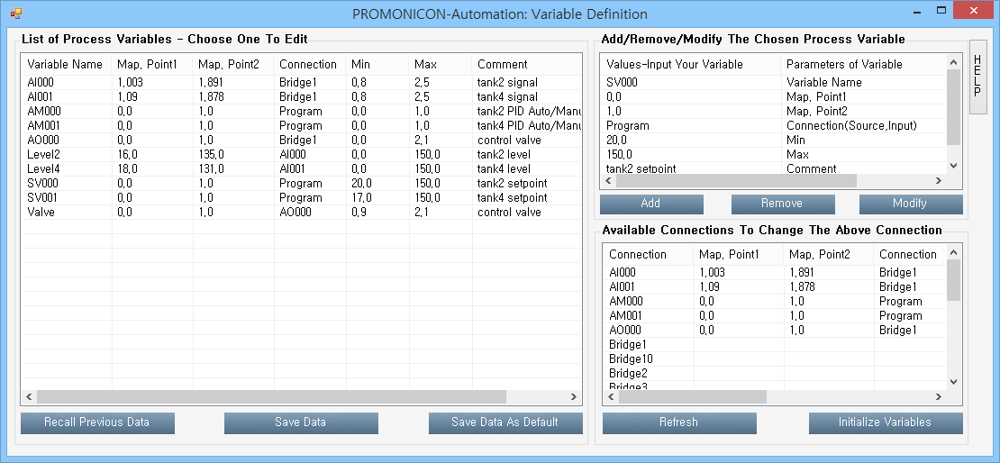 PROMONICON-Automation: Variable Definition
List of Process Variables - Choose One To Edit
Variable Name Map, Point1 Map, Point2 Connection Min Max Comment
AI000 1,003 1,891 Bridge1 0,8 2,5 tank2 signal
AI001 1,09 1,878 Bridge1 0,8 2,5 tank4 signal
AM000 0,0 1,0 Program 0,0 1,0 tank2 PID Auto/Manu
AM001 0,0 1,0 Program 0,0 1,0 tank4 PID Auto/Manu
AO000 0,0 1,0 Bridge1 0,0 2,1 control valve
Level2 16,0 135,0 AI000 0,0 150,0 tank2 level
Level4 18,0 131,0 AI001 0,0 150,0 tank4 level
SV000 0,0 1,0 Program 20,0 150,0 tank2 setpoint
SV001 0,0 1,0 Program 17,0 150,0 tank4 setpoint
Valve 0,0 1,0 AO000 0,9 2,1 control valve
Recall Previous Data Save Data Save Data As Default
Add/Remove/Modify The Chosen Process Variable
Values-Input Your Variable Parameters of Variable
SV000 Variable Name
0,0 Map, Point1
1,0 Map, Point2
Program Connection(Source,Input)
20,0 Min
150,0 Max
tank2 setpoint Comment
Add Remove Modify
Available Connections To Change The Above Connection
Connection Map, Point1 Map, Point2 Connection
AI000 1,003 1,891 Bridge1
AI001 1,09 1,878 Bridge1
AM000 0,0 1,0 Program
AM001 0,0 1,0 Program
AO000 0,0 1,0 Bridge1
Bridge1
Bridge10
Bridge2
Bridge3
Refresh Initialize Variables
HELP